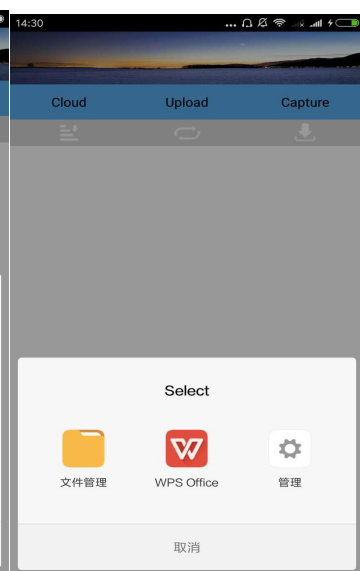 14:30
Cloud Upload Capture
Select
文件管理 WPS Office 管理
取消